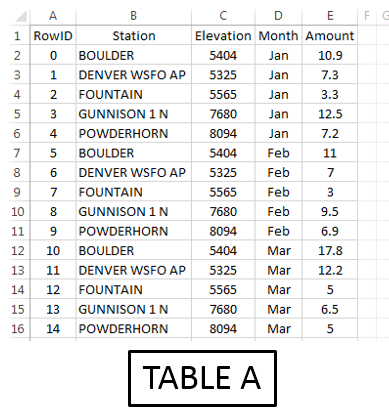 A B C D E F G
1 RowID Station Elevation Month Amount
2 0 BOULDER 5404 Jan 10.9
3 1 DENVER WSFO AP 5325 Jan 7.3
4 2 FOUNTAIN 5565 Jan 3.3
5 3 GUNNISON 1 N 7680 Jan 12.5
6 4 POWDERHORN 8094 Jan 7.2
7 5 BOULDER 5404 Feb 11
8 6 DENVER WSFO AP 5325 Feb 7
9 7 FOUNTAIN 5565 Feb 3
10 8 GUNNISON 1 N 7680 Feb 9.5
11 9 POWDERHORN 8094 Feb 6.9
12 10 BOULDER 5404 Mar 17.8
13 11 DENVER WSFO AP 5325 Mar 12.2
14 12 FOUNTAIN 5565 Mar 5
15 13 GUNNISON 1 N 7680 Mar 6.5
16 14 POWDERHORN 8094 Mar 5
TABLE A